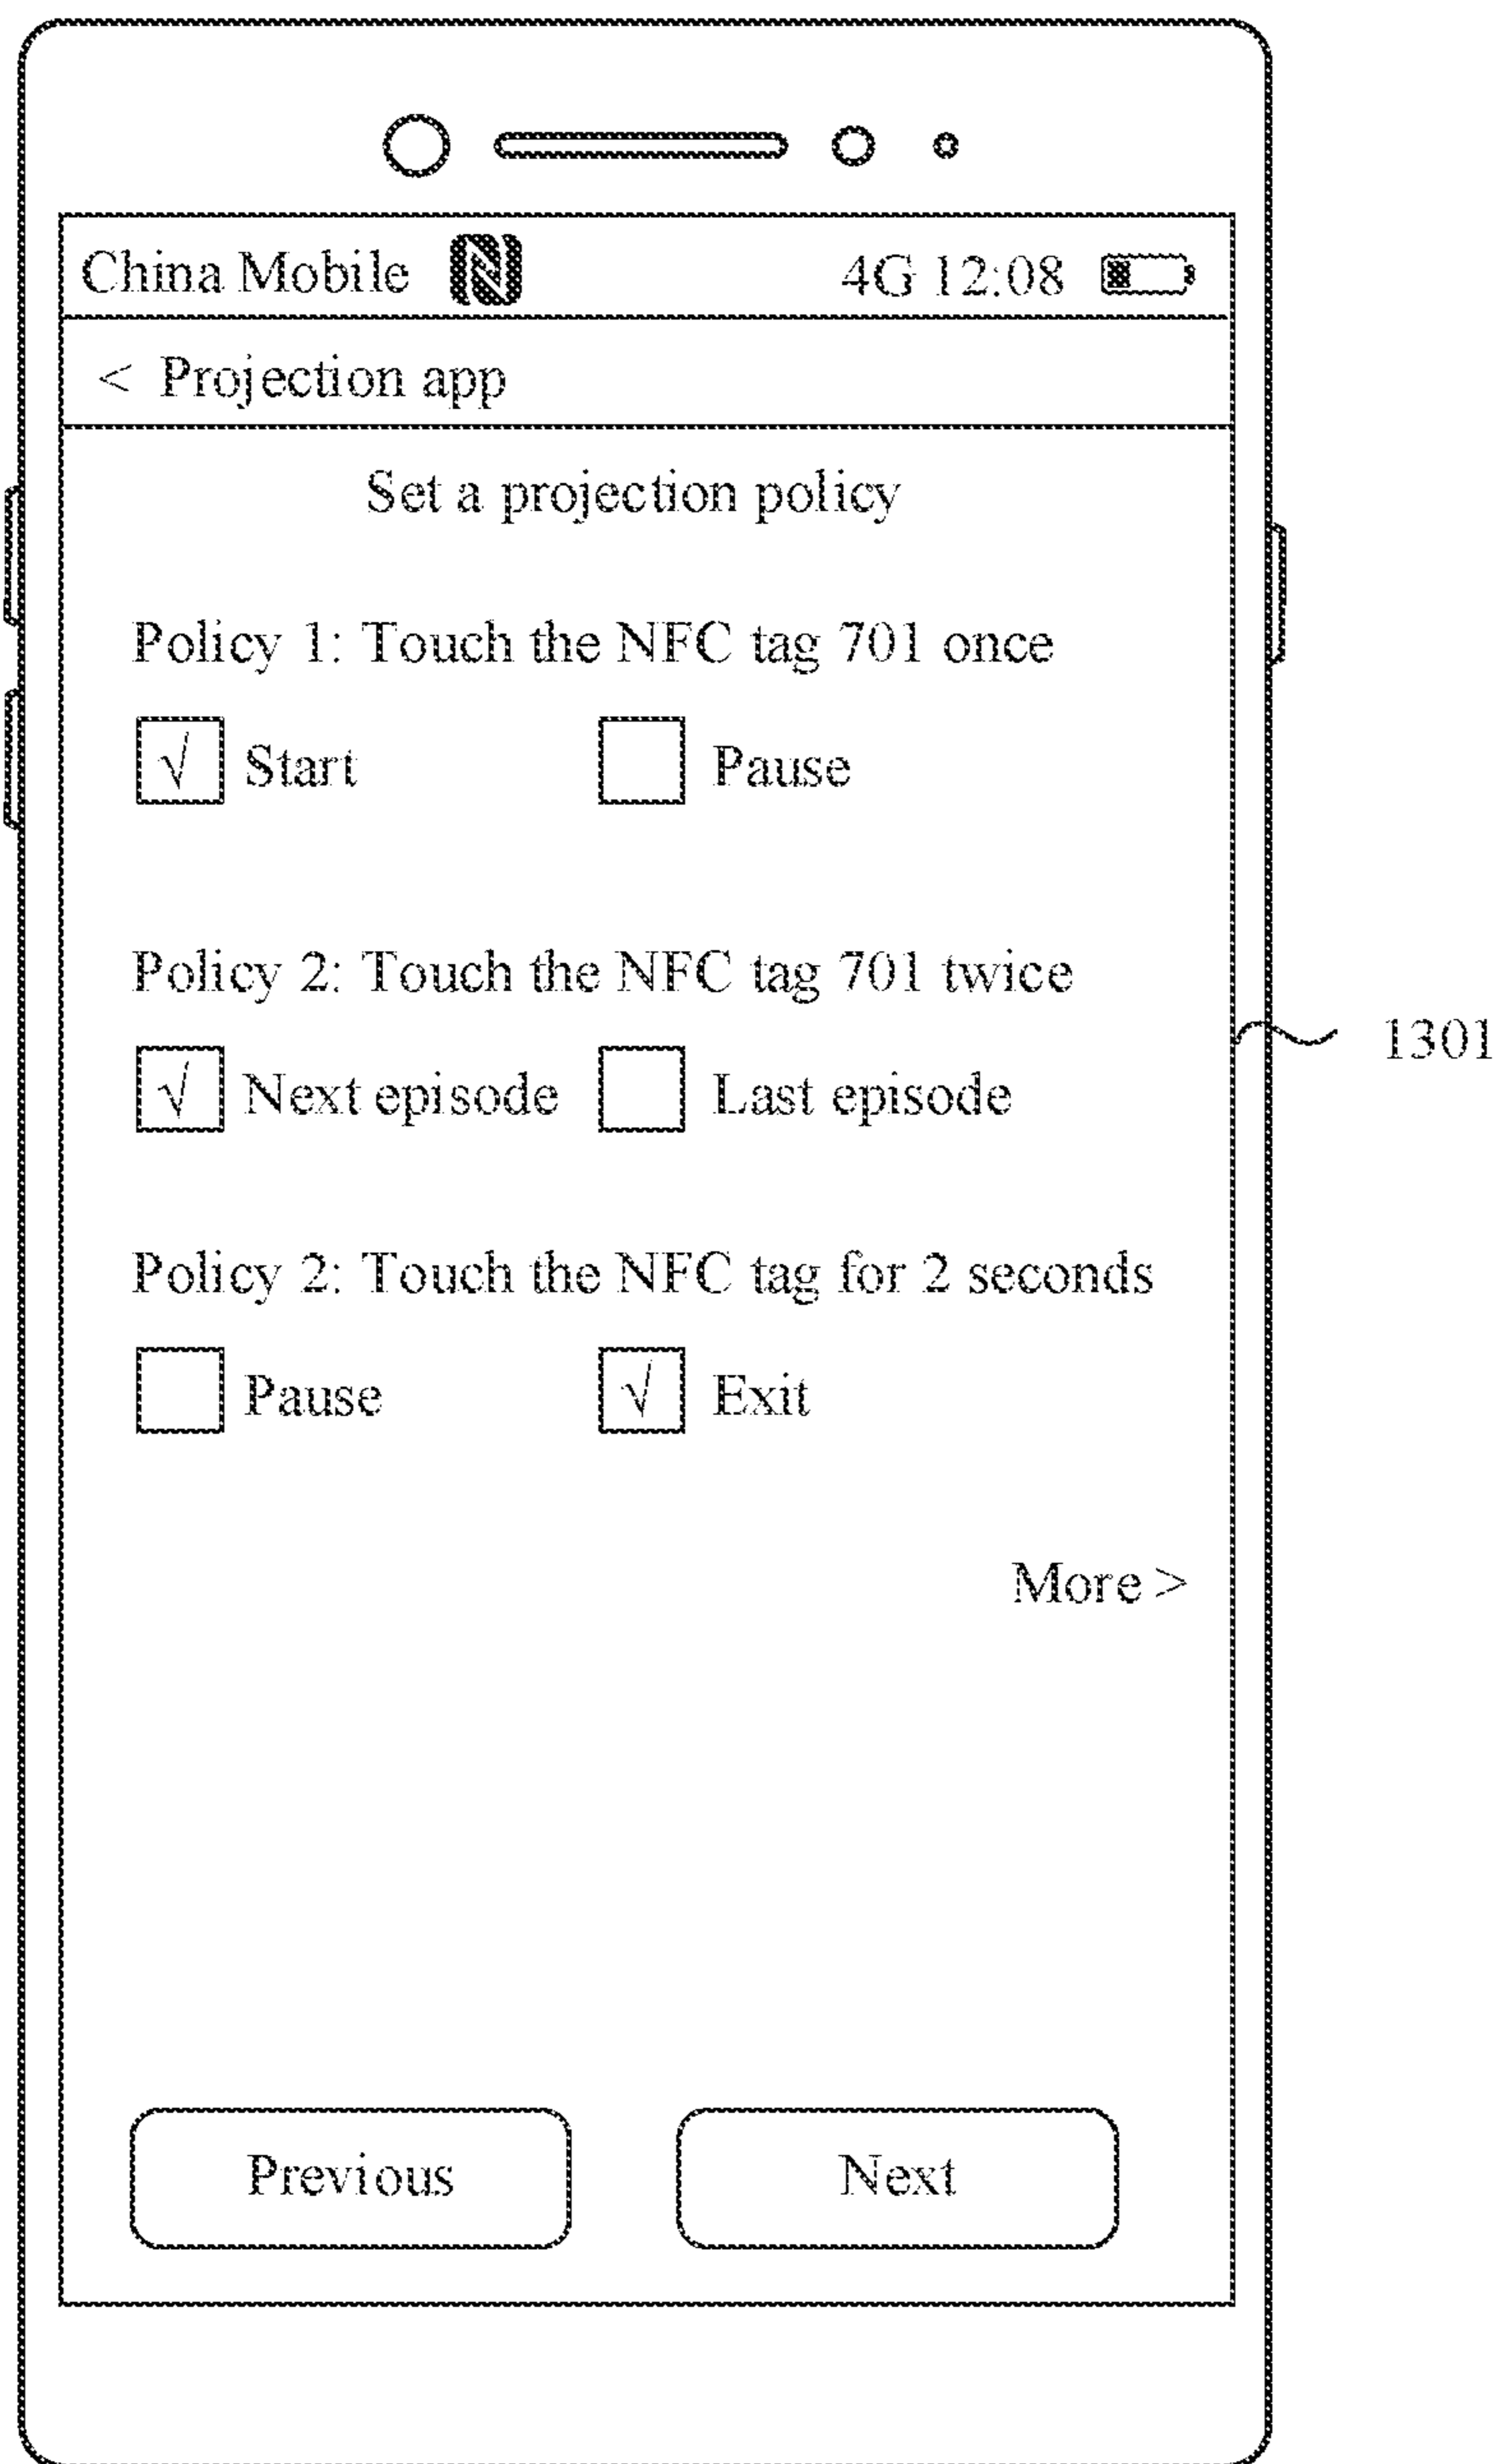 China Mobile 4G 12:08
< Projection app
Set a projection policy
Policy 1: Touch the NFC tag 701 once
√ Start Pause
Policy 2: Touch the NFC tag 701 twice
1301
√ Next episode Last episode
Policy 2: Touch the NFC tag for 2 seconds
Pause √ Exit
More >
Previous Next